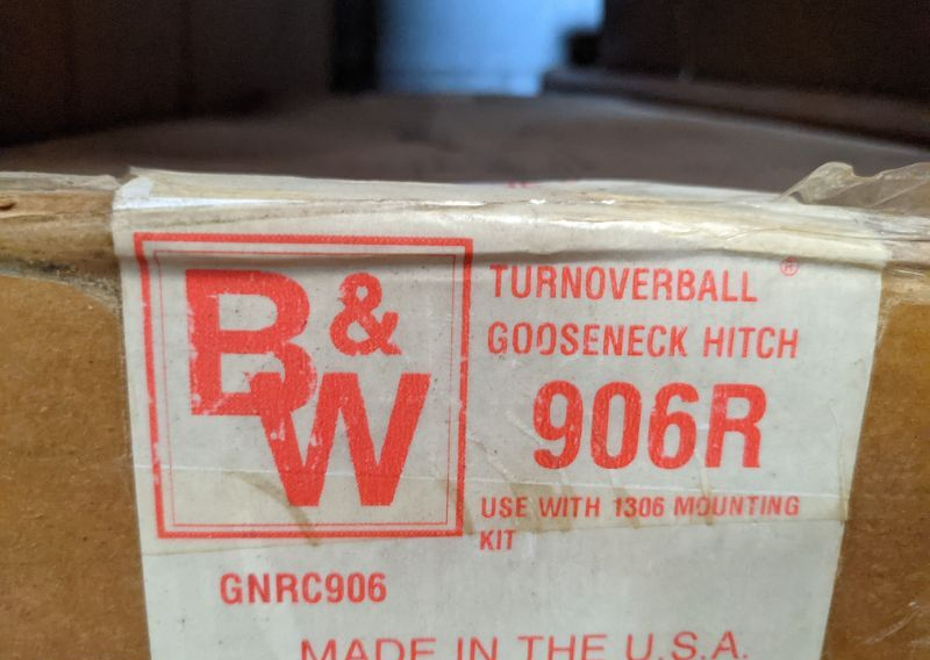 B&W
TURNOVERBALL®
GOOSENECK HITCH
906R
USE WITH 1306 MOUNTING
KIT
GNRC906
MADE IN THE U.S.A.